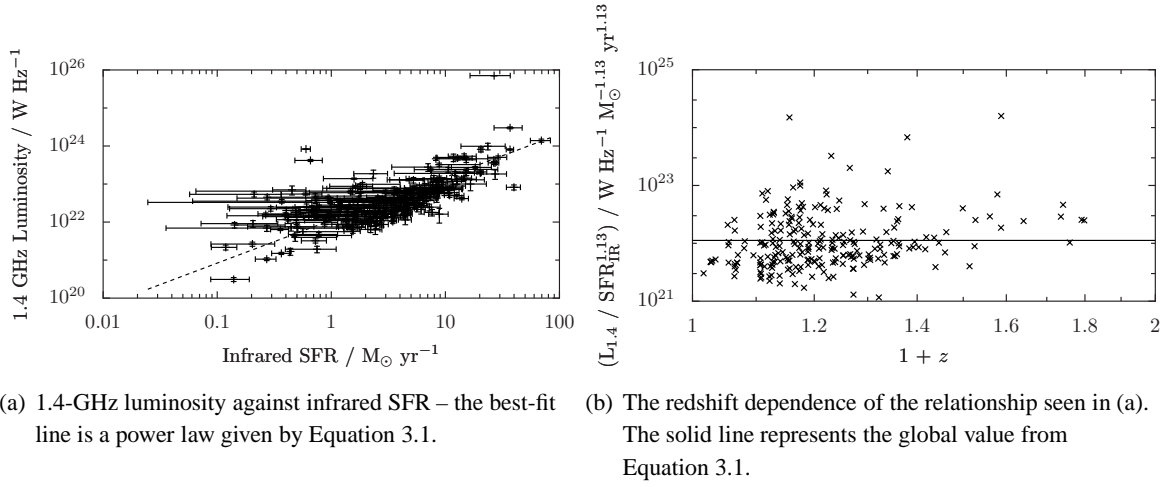 10^26
10^24
10^22
10^20
0.01
0.1
1
10
100
1.4 GHz Luminosity / W Hz^−1
Infrared SFR / M_⊙ yr^−1
(L_1.4 / SFR_IR^1.13) / W Hz^−1 M_⊙^−1.13 yr^1.13
10^25
10^23
10^21
1
1.2
1.4
1.6
1.8
2
1 + z
(a) 1.4-GHz luminosity against infrared SFR – the best-fit
line is a power law given by Equation 3.1.
(b) The redshift dependence of the relationship seen in (a).
The solid line represents the global value from
Equation 3.1.